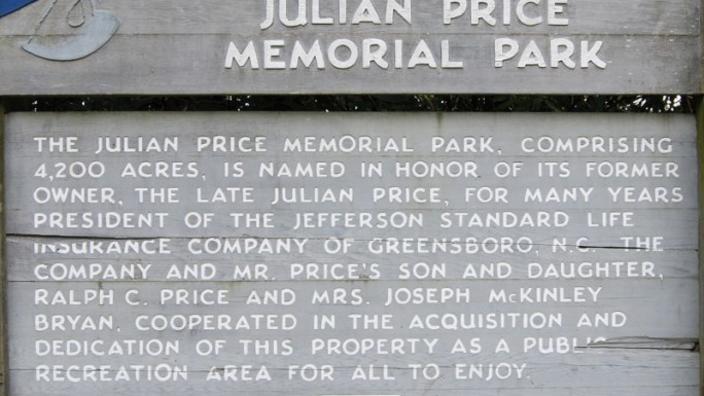 JULIAN PRICE
MEMORIAL PARK
THE JULIAN PRICE MEMORIAL PARK, COMPRISING
4,200 ACRES, IS NAMED IN HONOR OF ITS FORMER
OWNER, THE LATE JULIAN PRICE, FOR MANY YEARS
PRESIDENT OF THE JEFFERSON STANDARD LIFE
INSURANCE COMPANY OF GREENSBORO, N.C. THE
COMPANY AND MR. PRICE'S SON AND DAUGHTER,
RALPH C. PRICE AND MRS. JOSEPH McKINLEY
BRYAN, COOPERATED IN THE ACQUISITION AND
DEDICATION OF THIS PROPERTY AS A PUBLIC
RECREATION AREA FOR ALL TO ENJOY.